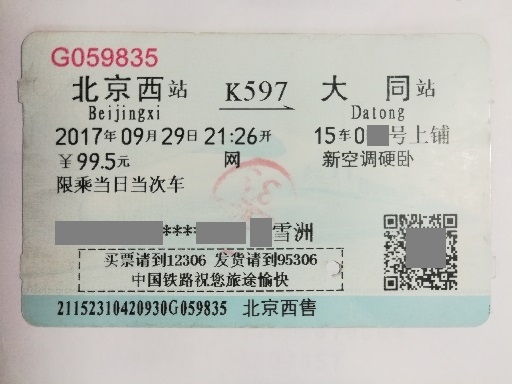 G059835
北京西站 K597 大同站
Beijingxi Datong
2017年09月29日21:26开 15车0 号上铺
￥99.5元 网 新空调硬卧
限乘当日当次车
*** 雪洲
买票请到12306 发货请到95306
中国铁路祝您旅途愉快
21152310420930G059835 北京西售